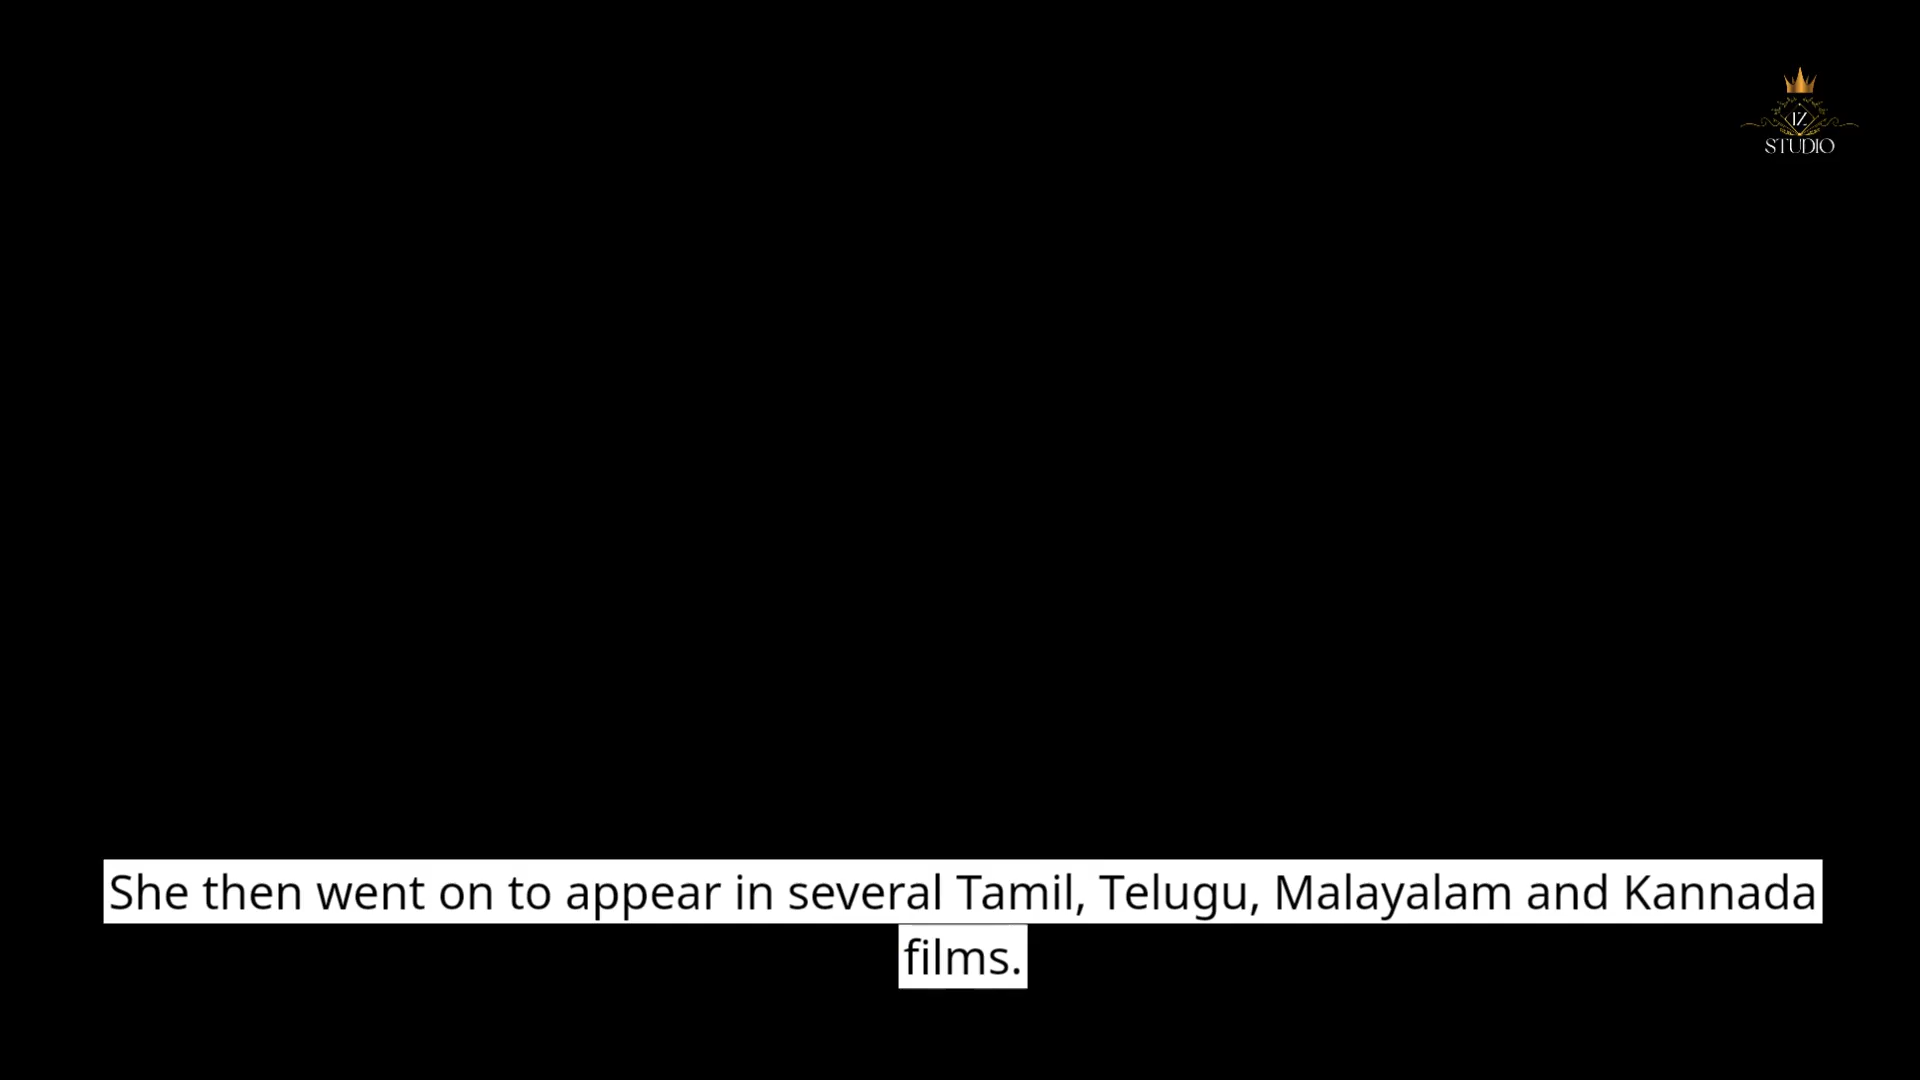 IZ
STUDIO
She then went on to appear in several Tamil, Telugu, Malayalam and Kannada
films.